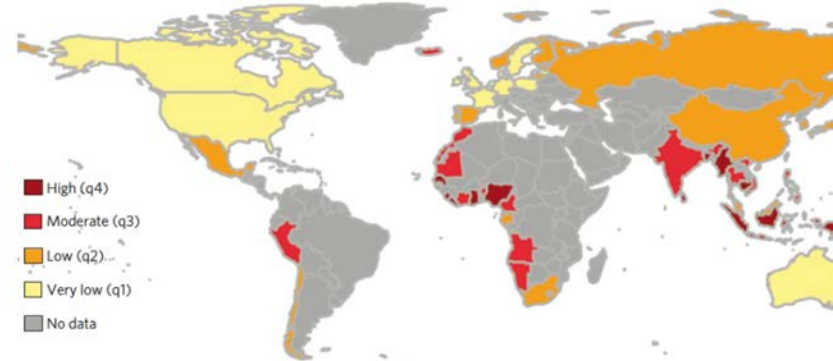 High (q4)
Moderate (q3)
Low (q2)
Very low (q1)
No data